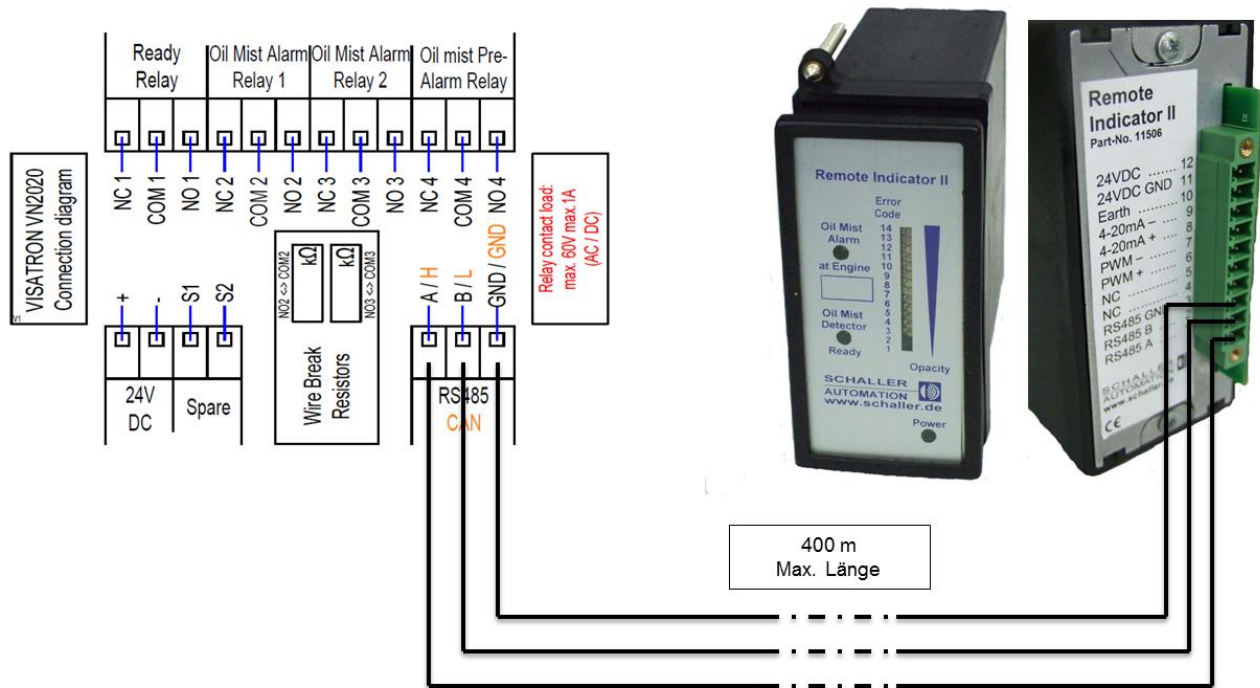 Ready
Relay
Oil Mist Alarm
Relay 1
Oil Mist Alarm
Relay 2
Oil mist Pre-
Alarm Relay
NC 1
COM 1
NO 1
NC 2
COM 2
NO 2
NC 3
COM 3
NO 3
NC 4
COM 4
NO 4
VISATRON VN2020
Connection diagram
V1
+
-
S1
S2
24V
DC
Spare
NO2 <-> COM2
kΩ
kΩ
NO3 <-> COM3
Wire Break
Resistors
A / H
B / L
GND / GND
RS485
CAN
Relay contact load:
max. 60V max.1A
(AC / DC)
Remote Indicator II
Error
Code
Oil Mist
Alarm
at Engine
Oil Mist
Detector
Ready
14
13
12
11
10
9
8
7
6
5
4
3
2
1
Opacity
SCHALLER
AUTOMATION
www.schaller.de
Power
Remote
Indicator II
Part-No. 11506
24VDC ...... 12
24VDC GND 11
Earth ........ 10
4-20mA – 9
4-20mA + 8
PWM – 7
PWM + 6
NC 5
NC 4
RS485 GND
RS485 B
RS485 A
SCHALLER
AUTOMATION
www.schaller.de
CE
400 m
Max. Länge